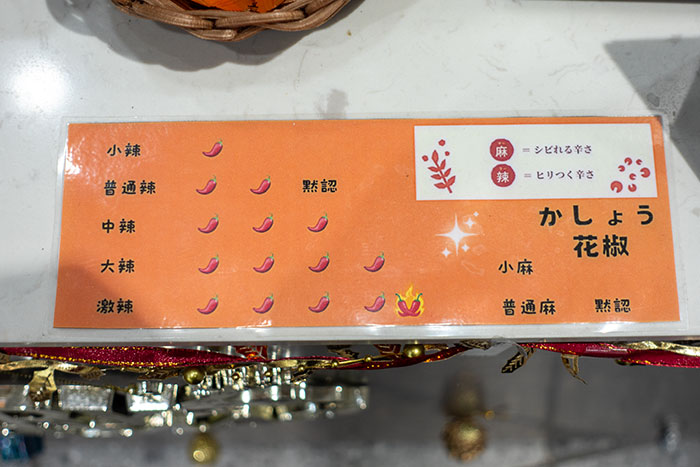 小辣
普通辣 黙認
中辣
大辣
激辣
麻 = シビれる辛さ
辣 = ヒリつく辛さ
かしょう
花椒
小麻
普通麻 黙認